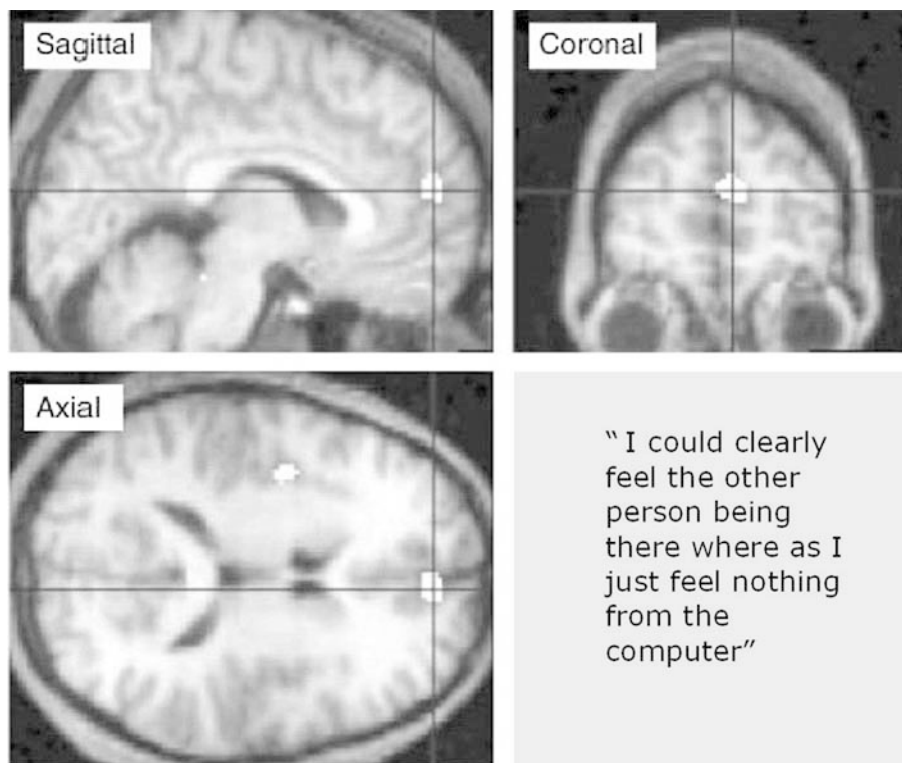 Sagittal
Coronal
Axial
“ I could clearly
feel the other
person being
there where as I
just feel nothing
from the
computer”